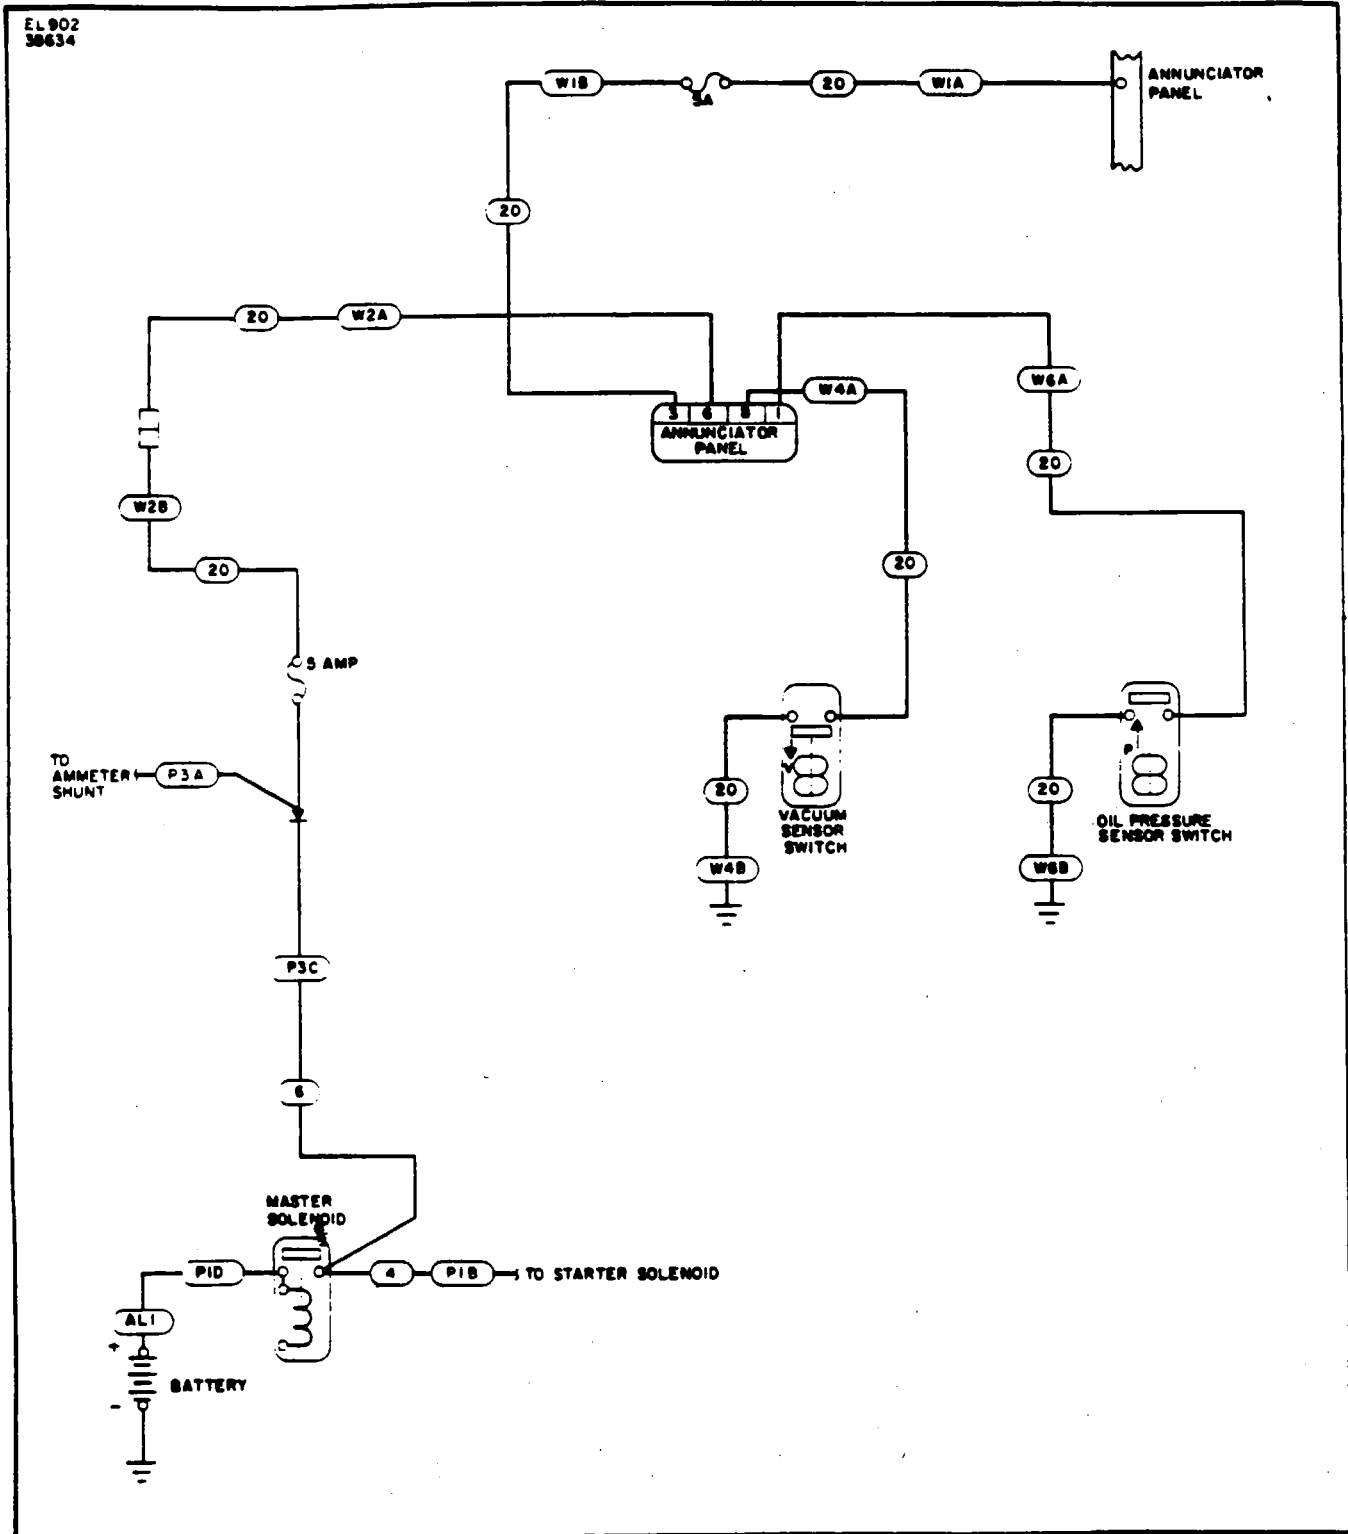 EL902
38634
W1B
5A
20
W1A
ANNUNCIATOR
PANEL
20
20
W2A
W6A
W4A
3 6 8 1
ANNUNCIATOR
PANEL
20
W2B
20
20
5 AMP
TO
AMMETER
SHUNT
P3A
V
P
20
20
VACUUM
SENSOR
SWITCH
OIL PRESSURE
SENSOR SWITCH
W4B
W6B
P3C
6
MASTER
SOLENOID
P1D
4
P1B
TO STARTER SOLENOID
AL1
+
BATTERY
-